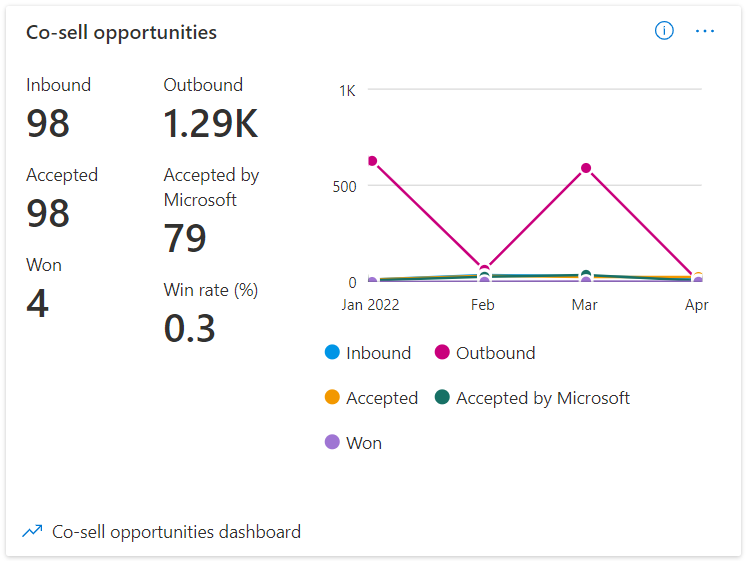 Co-sell opportunities
Inbound
98
Outbound
1.29K
Accepted
98
Accepted by
Microsoft
79
Won
4
Win rate (%)
0.3
1K
500
0
Jan 2022
Feb
Mar
Apr
Inbound
Outbound
Accepted
Accepted by Microsoft
Won
Co-sell opportunities dashboard